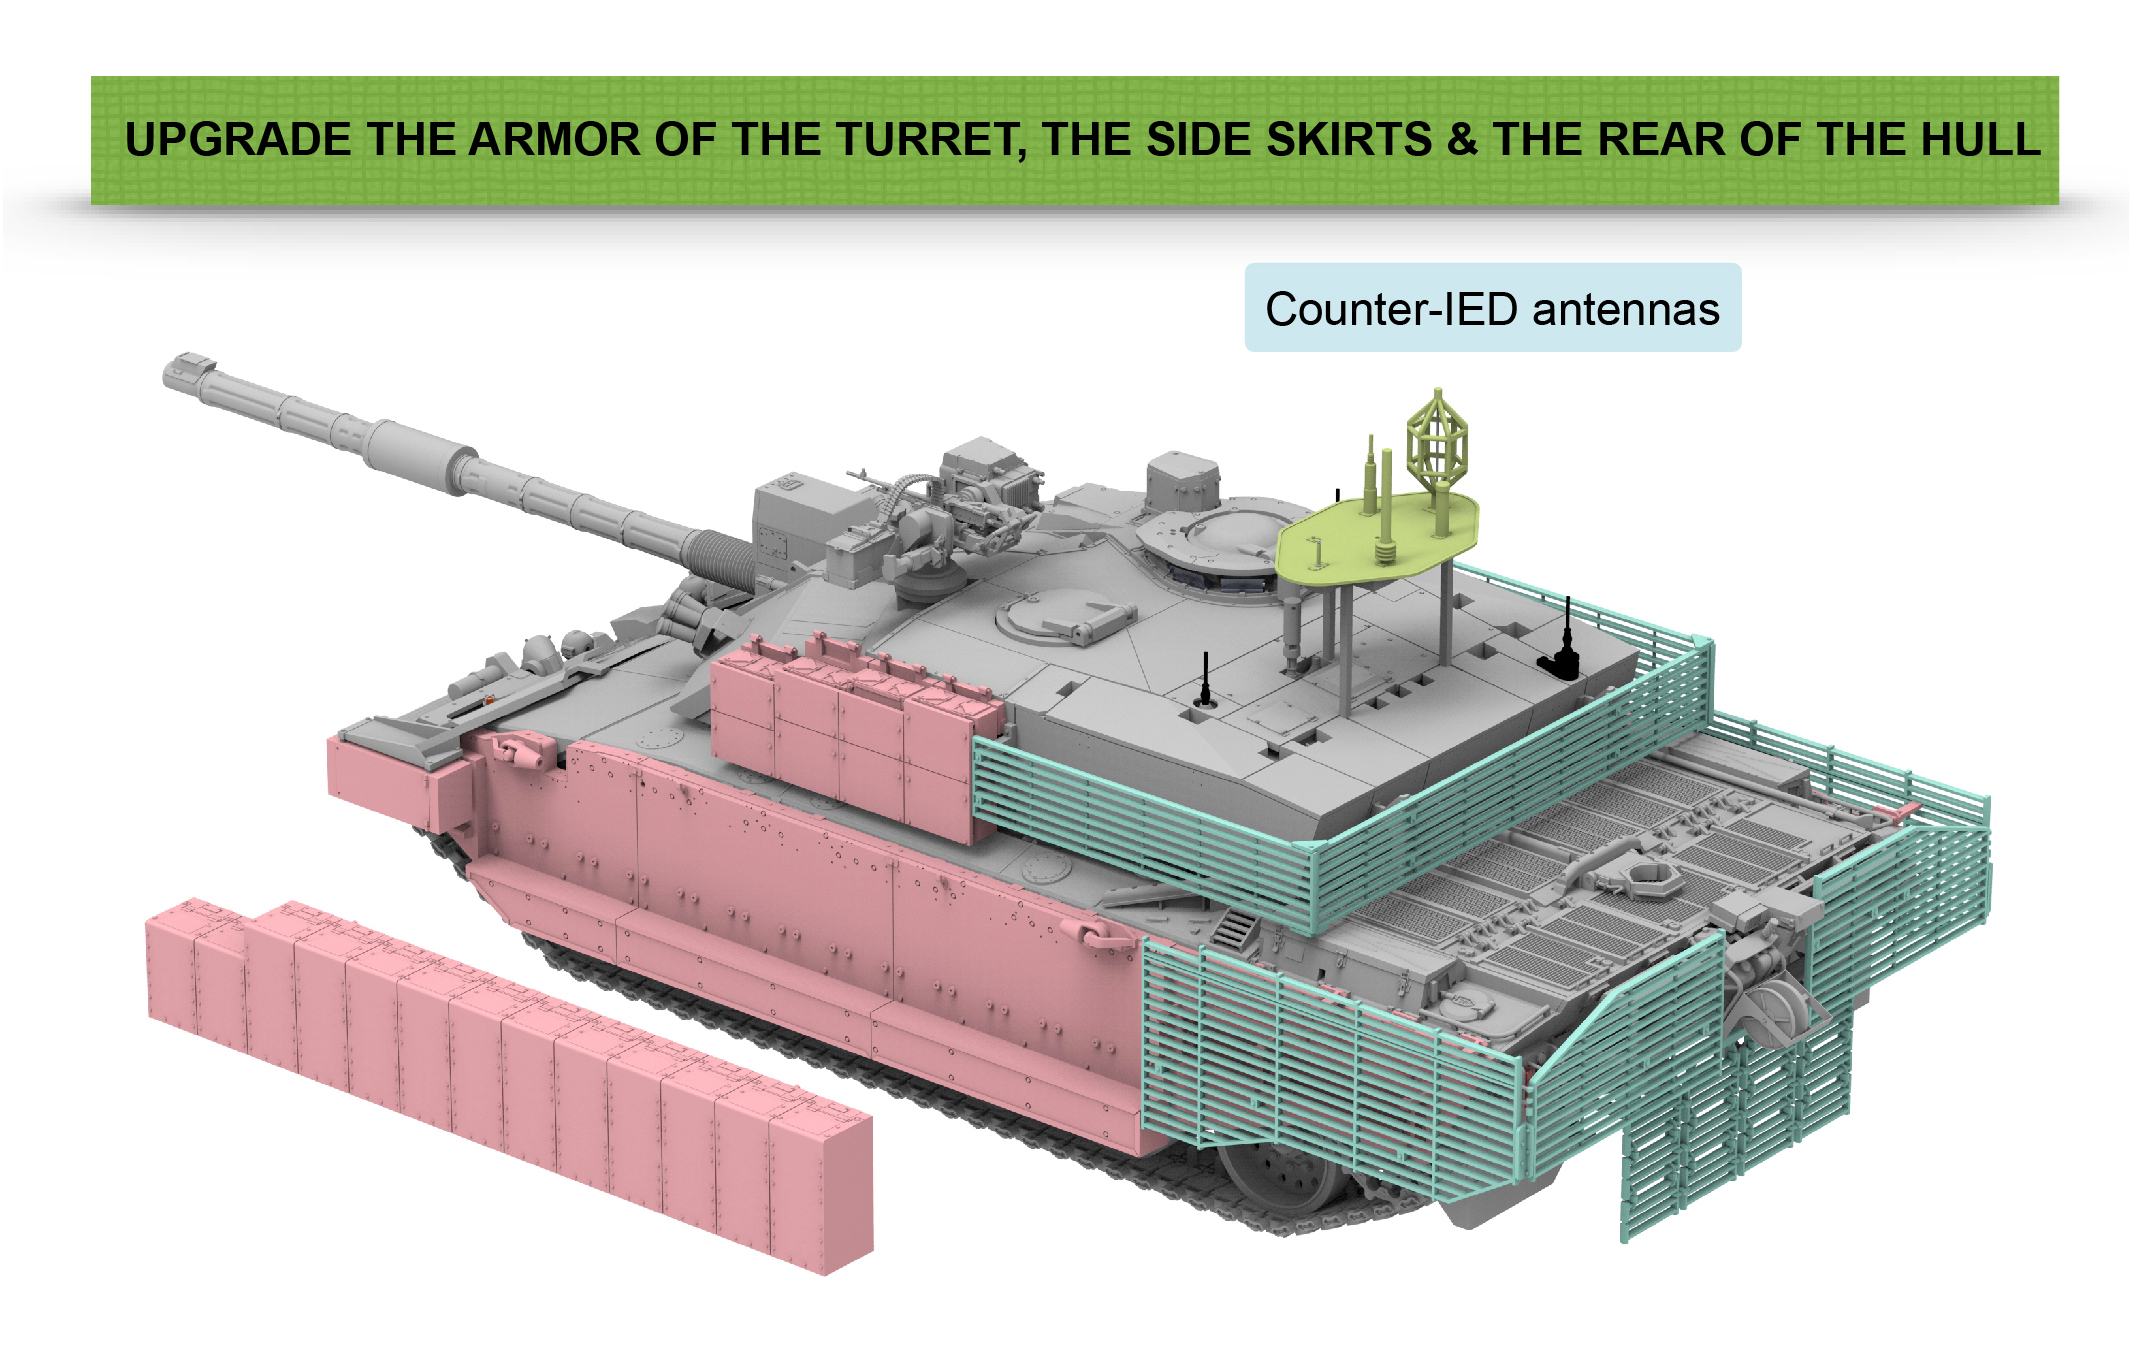 UPGRADE THE ARMOR OF THE TURRET, THE SIDE SKIRTS & THE REAR OF THE HULL
Counter-IED antennas